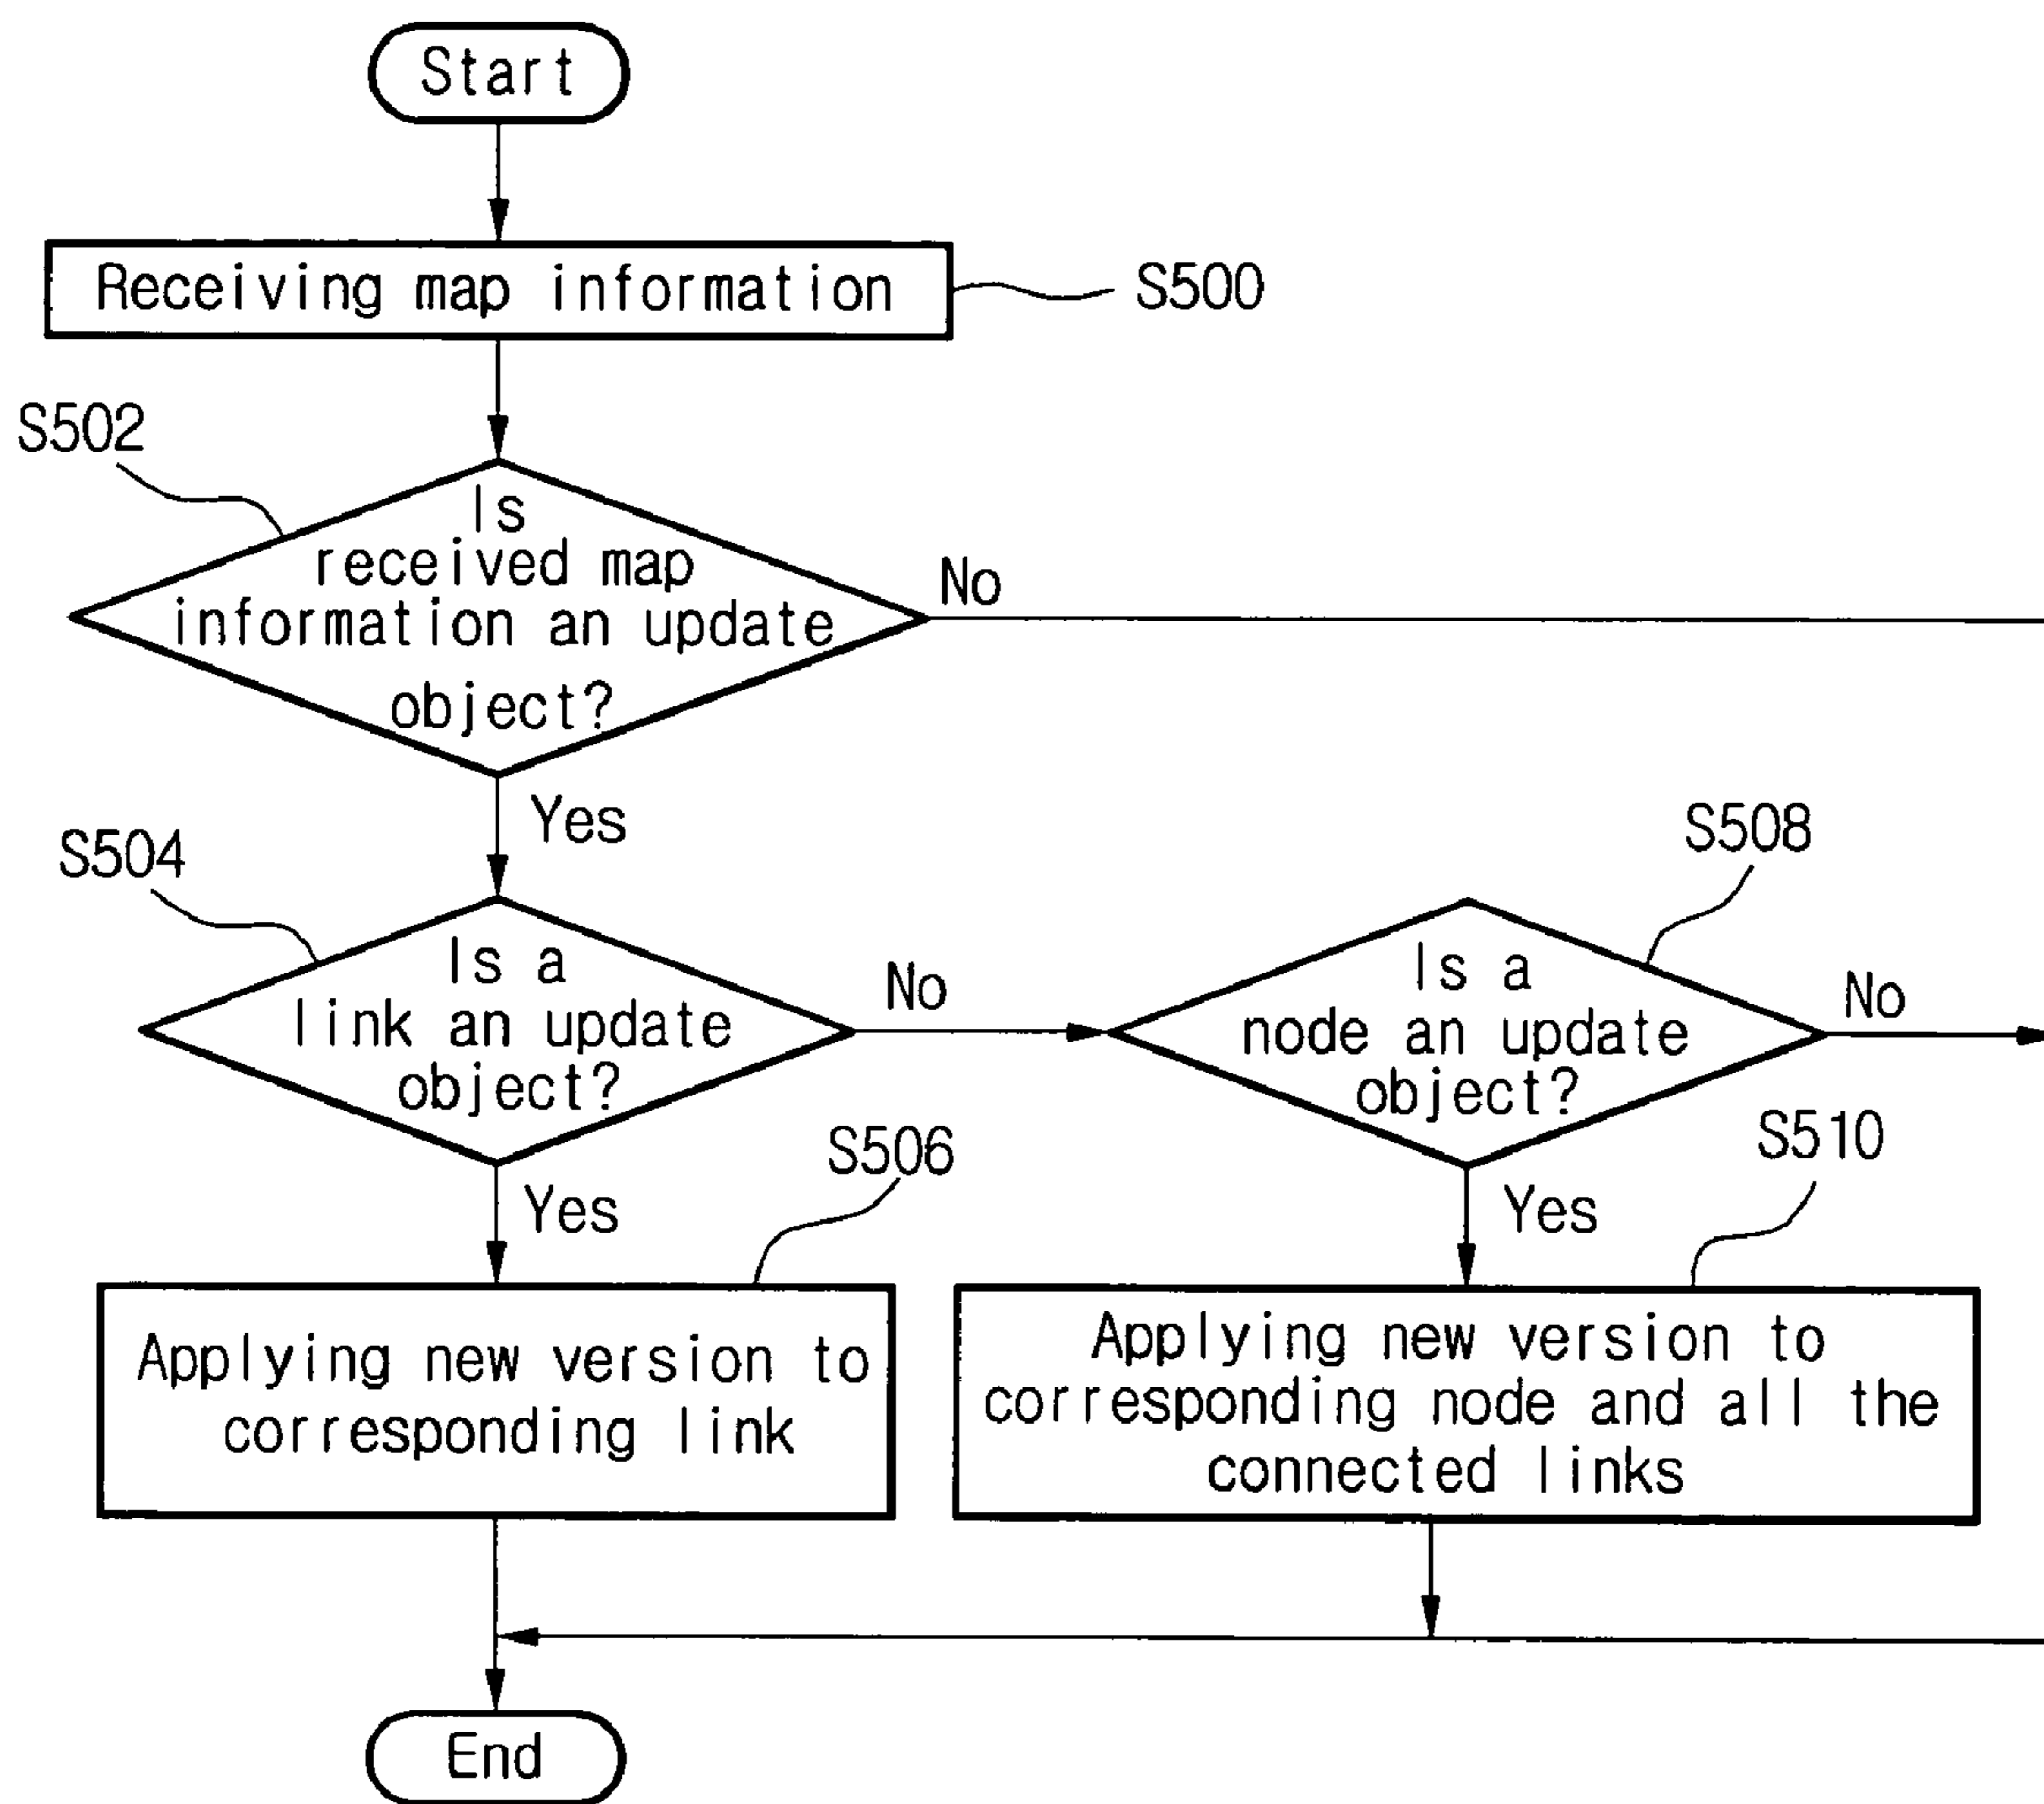 Start
Receiving map information
S500
S502
Is
received map
information an update
object?
No
Yes
S504
Is a
link an update
object?
No
S508
Is a
node an update
object?
No
Yes
S506
Applying new version to
corresponding link
Yes
S510
Applying new version to
corresponding node and all the
connected links
End